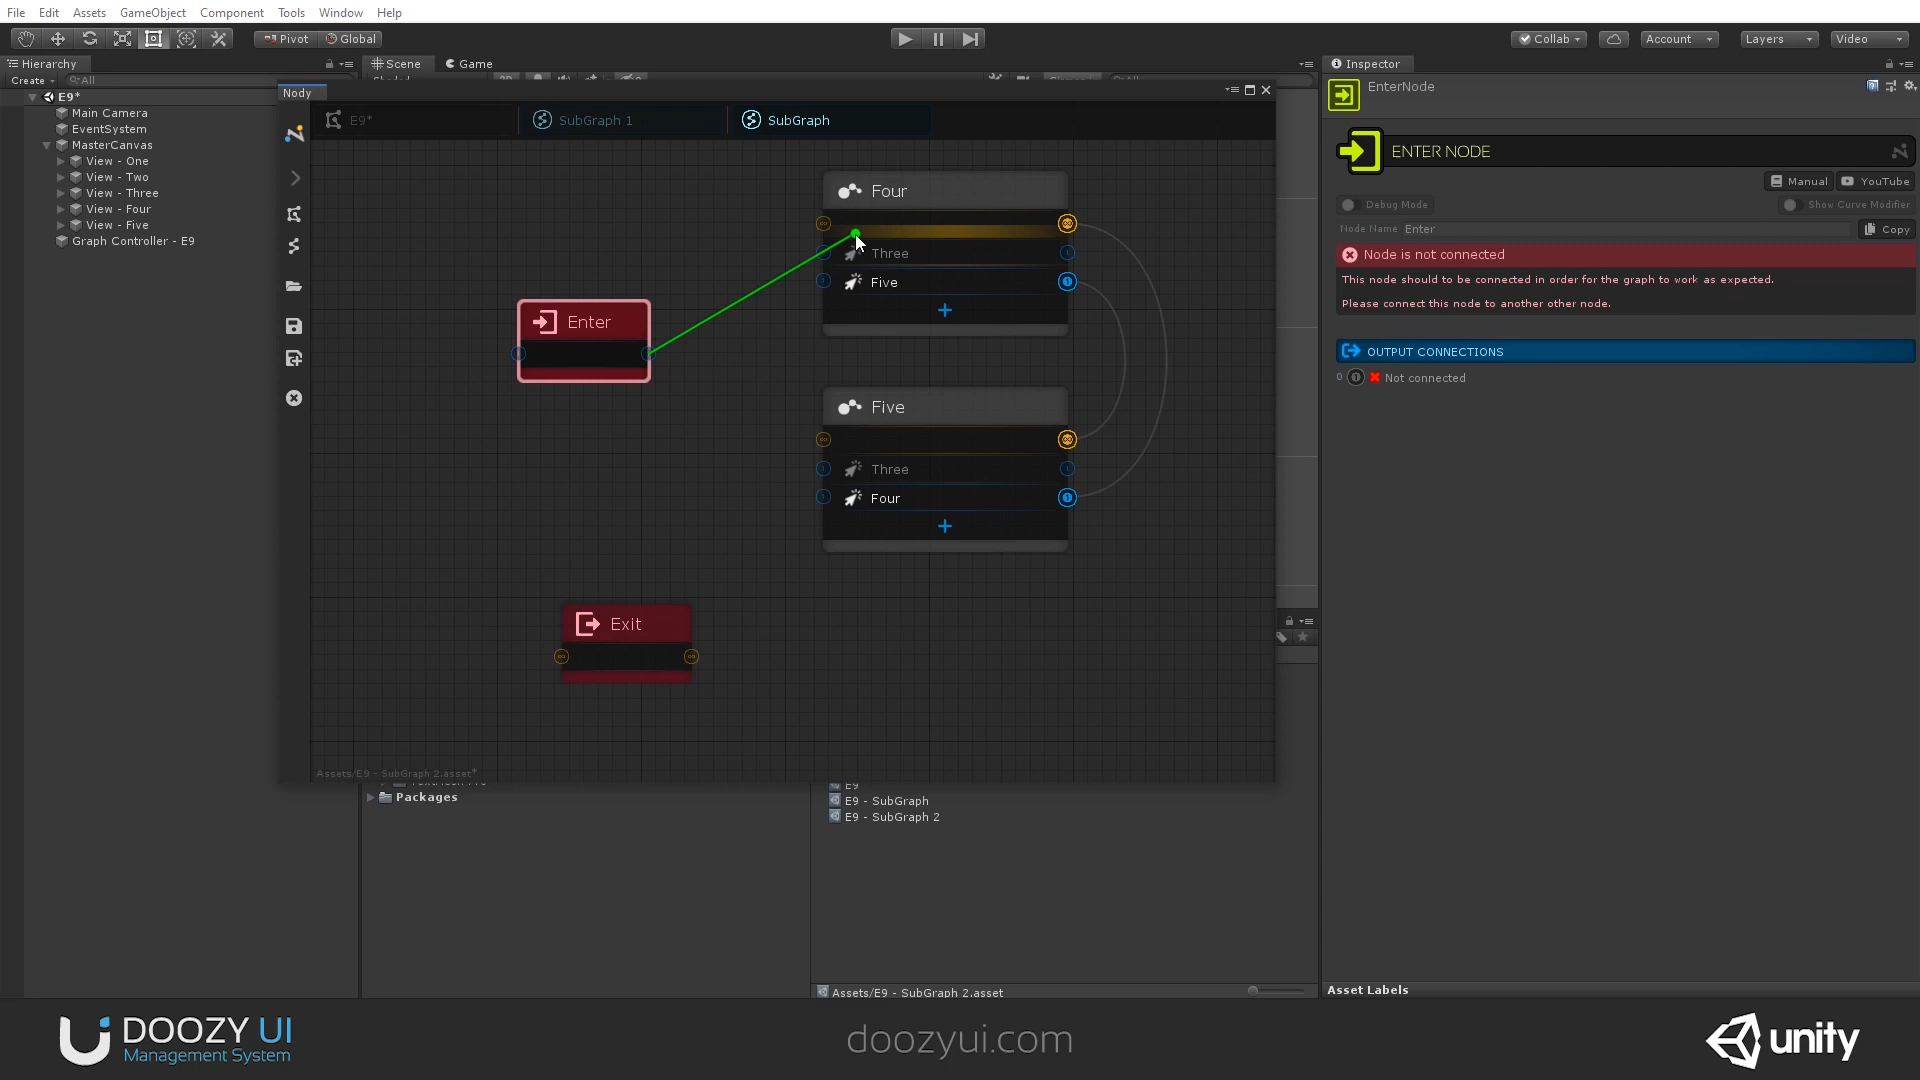 File Edit Assets GameObject Component Tools Window Help
Pivot Global
Collab Account Layers Video
Hierarchy
Scene Game
Inspector
Create All
E9*
Main Camera
EventSystem
MasterCanvas
View - One
View - Two
View - Three
View - Four
View - Five
Graph Controller - E9
Nody
E9* SubGraph 1 SubGraph
Four
Three
Five
Enter
Five
Three
Four
Exit
Assets/E9 - SubGraph 2.asset*
Packages
E9
E9 - SubGraph
E9 - SubGraph 2
Assets/E9 - SubGraph 2.asset
EnterNode
ENTER NODE
Manual YouTube
Debug Mode Show Curve Modifier
Node Name Enter Copy
Node is not connected
This node should be connected in order for the graph to work as expected.
Please connect this node to another other node.
OUTPUT CONNECTIONS
0 Not connected
Asset Labels
DOOZY UI
Management System
doozyui.com
unity